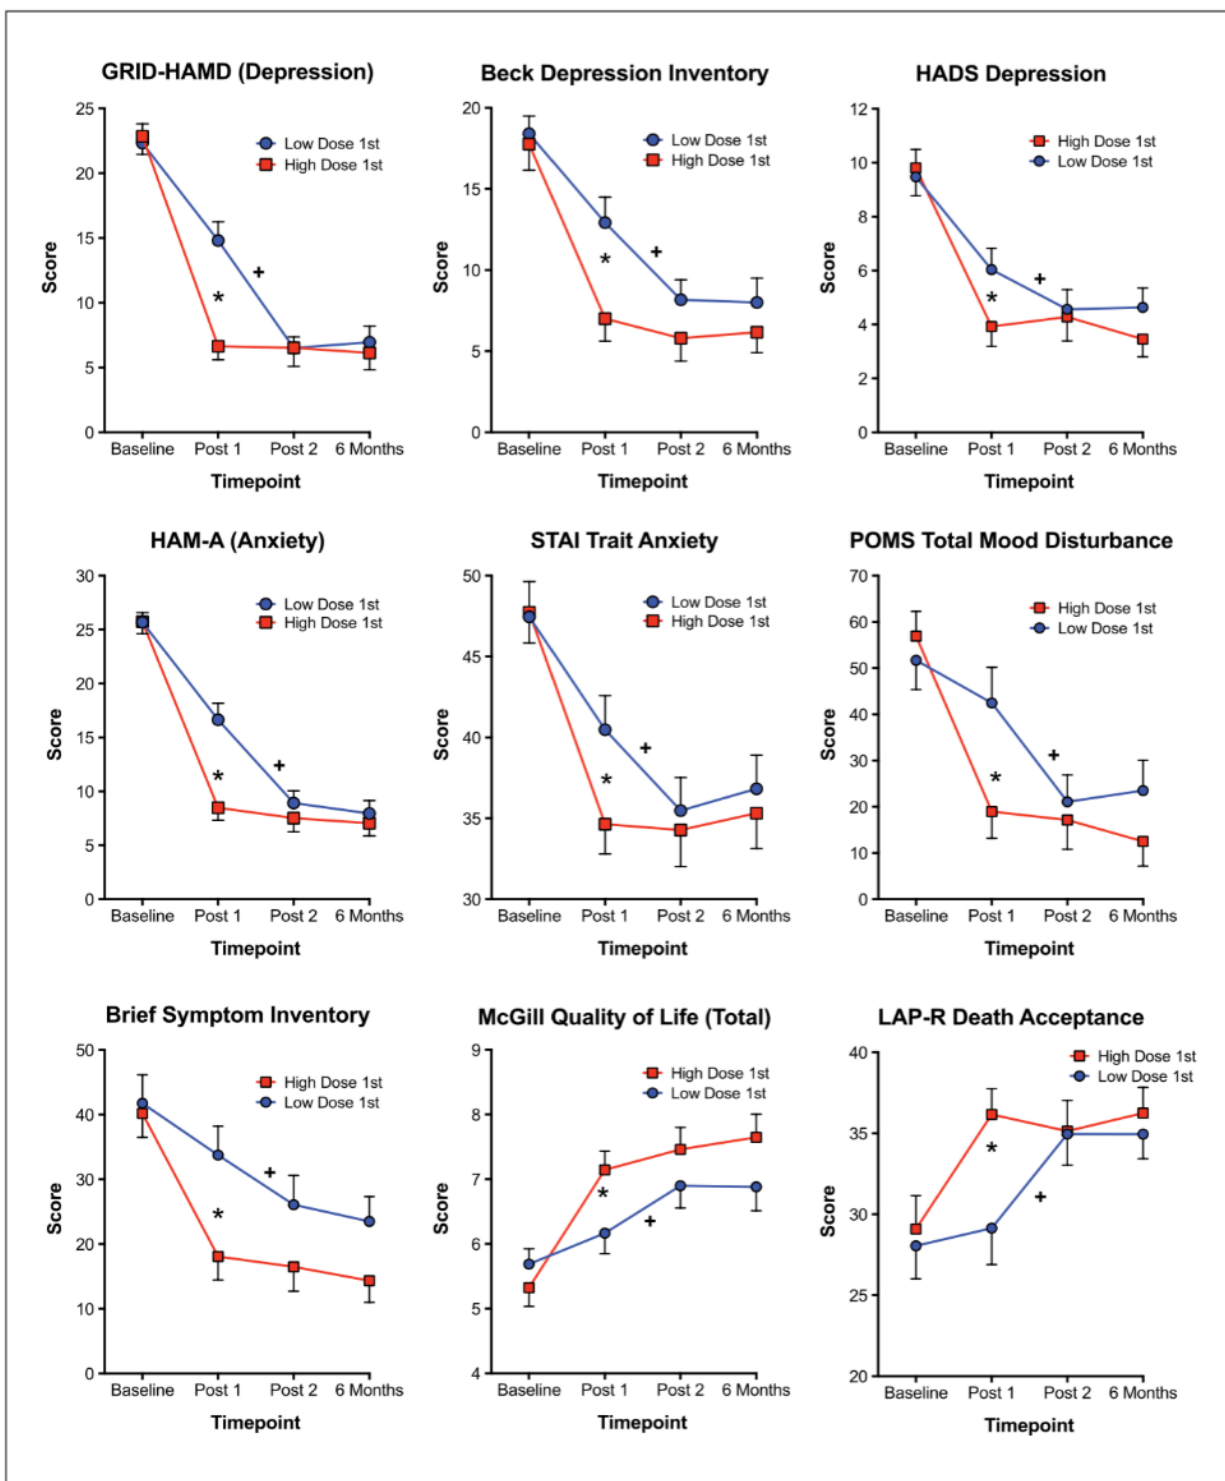 GRID-HAMD (Depression)
25
20
15
10
5
0
Score
Low Dose 1st
High Dose 1st
*
+
Baseline Post 1 Post 2 6 Months
Timepoint
Beck Depression Inventory
20
15
10
5
0
Score
Low Dose 1st
High Dose 1st
*
+
Baseline Post 1 Post 2 6 Months
Timepoint
HADS Depression
12
10
8
6
4
2
0
Score
High Dose 1st
Low Dose 1st
*
+
Baseline Post 1 Post 2 6 Months
Timepoint
HAM-A (Anxiety)
30
25
20
15
10
5
0
Score
Low Dose 1st
High Dose 1st
*
+
Baseline Post 1 Post 2 6 Months
Timepoint
STAI Trait Anxiety
50
45
40
35
30
Score
Low Dose 1st
High Dose 1st
*
+
Baseline Post 1 Post 2 6 Months
Timepoint
POMS Total Mood Disturbance
70
60
50
40
30
20
10
0
Score
High Dose 1st
Low Dose 1st
*
+
Baseline Post 1 Post 2 6 Months
Timepoint
Brief Symptom Inventory
50
40
30
20
10
0
Score
High Dose 1st
Low Dose 1st
*
+
Baseline Post 1 Post 2 6 Months
Timepoint
McGill Quality of Life (Total)
9
8
7
6
5
4
Score
High Dose 1st
Low Dose 1st
*
+
Baseline Post 1 Post 2 6 Months
Timepoint
LAP-R Death Acceptance
40
35
30
25
20
Score
High Dose 1st
Low Dose 1st
*
+
Baseline Post 1 Post 2 6 Months
Timepoint